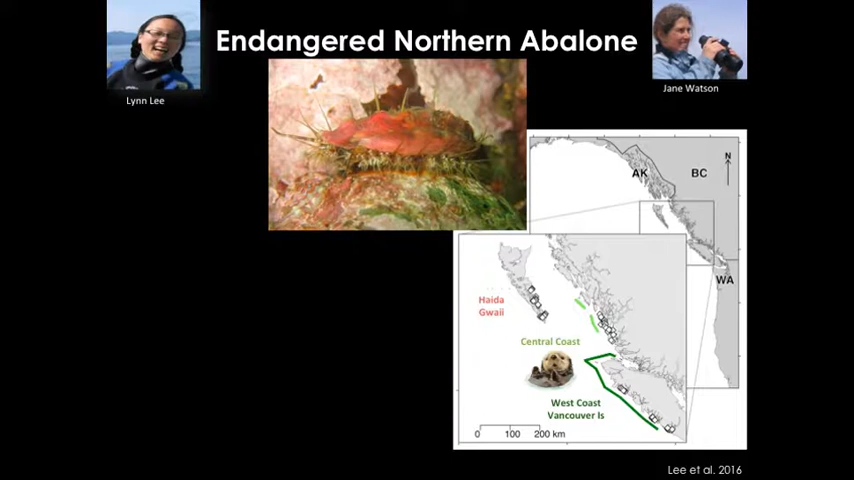 Endangered Northern Abalone
Lynn Lee
Jane Watson
N
AK
BC
WA
Haida
Gwaii
Central Coast
West Coast
Vancouver Is
0 100 200 km
Lee et al. 2016